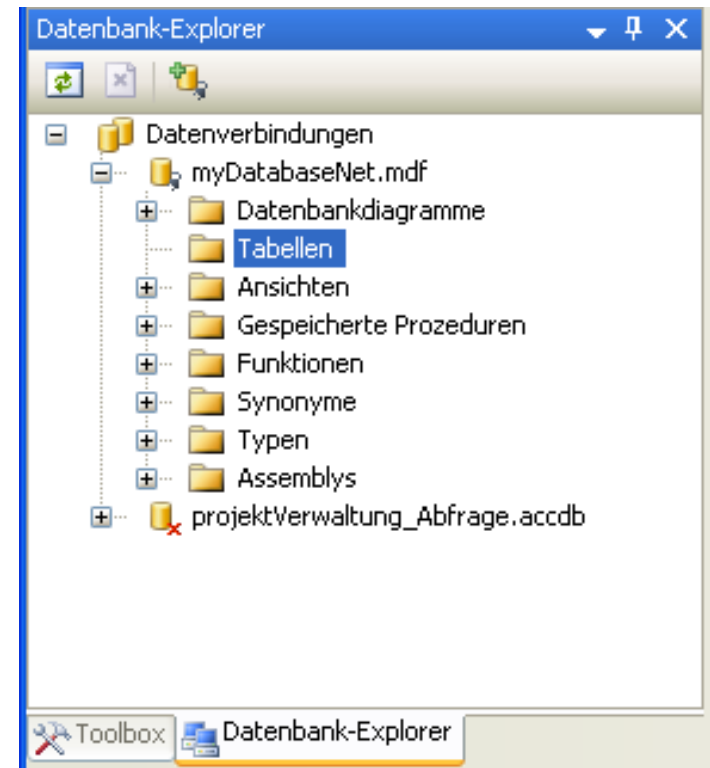 Datenbank-Explorer
Datenverbindungen
myDatabaseNet.mdf
Datenbankdiagramme
Tabellen
Ansichten
Gespeicherte Prozeduren
Funktionen
Synonyme
Typen
Assemblys
projektVerwaltung_Abfrage.accdb
Toolbox Datenbank-Explorer